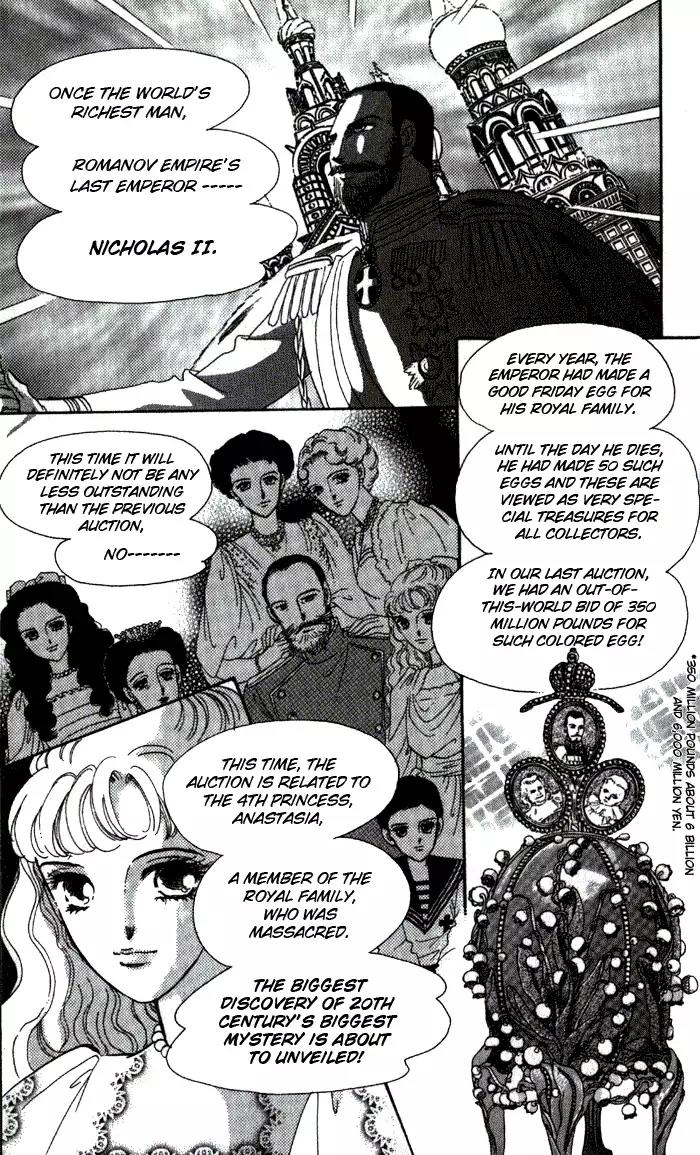 ONCE THE WORLD'S
RICHEST MAN,
ROMANOV EMPIRE'S
LAST EMPEROR -----
NICHOLAS II.
EVERY YEAR, THE
EMPEROR HAD MADE A
GOOD FRIDAY EGG FOR
HIS ROYAL FAMILY.
UNTIL THE DAY HE DIES,
HE HAD MADE 50 SUCH
EGGS AND THESE ARE
VIEWED AS VERY SPE-
CIAL TREASURES FOR
ALL COLLECTORS.
IN OUR LAST AUCTION,
WE HAD AN OUT-OF-
THIS-WORLD BID OF 350
MILLION POUNDS FOR
SUCH COLORED EGG!
*350 MILLION POUNDS ABOUT 6 BILLION
AND 6,000 MILLION YEN.
THIS TIME IT WILL
DEFINITELY NOT BE ANY
LESS OUTSTANDING
THAN THE PREVIOUS
AUCTION,
NO-------
THIS TIME, THE
AUCTION IS RELATED TO
THE 4TH PRINCESS,
ANASTASIA,
A MEMBER OF THE
ROYAL FAMILY,
WHO WAS
MASSACRED.
THE BIGGEST
DISCOVERY OF 20TH
CENTURY'S BIGGEST
MYSTERY IS ABOUT
TO UNVEILED!